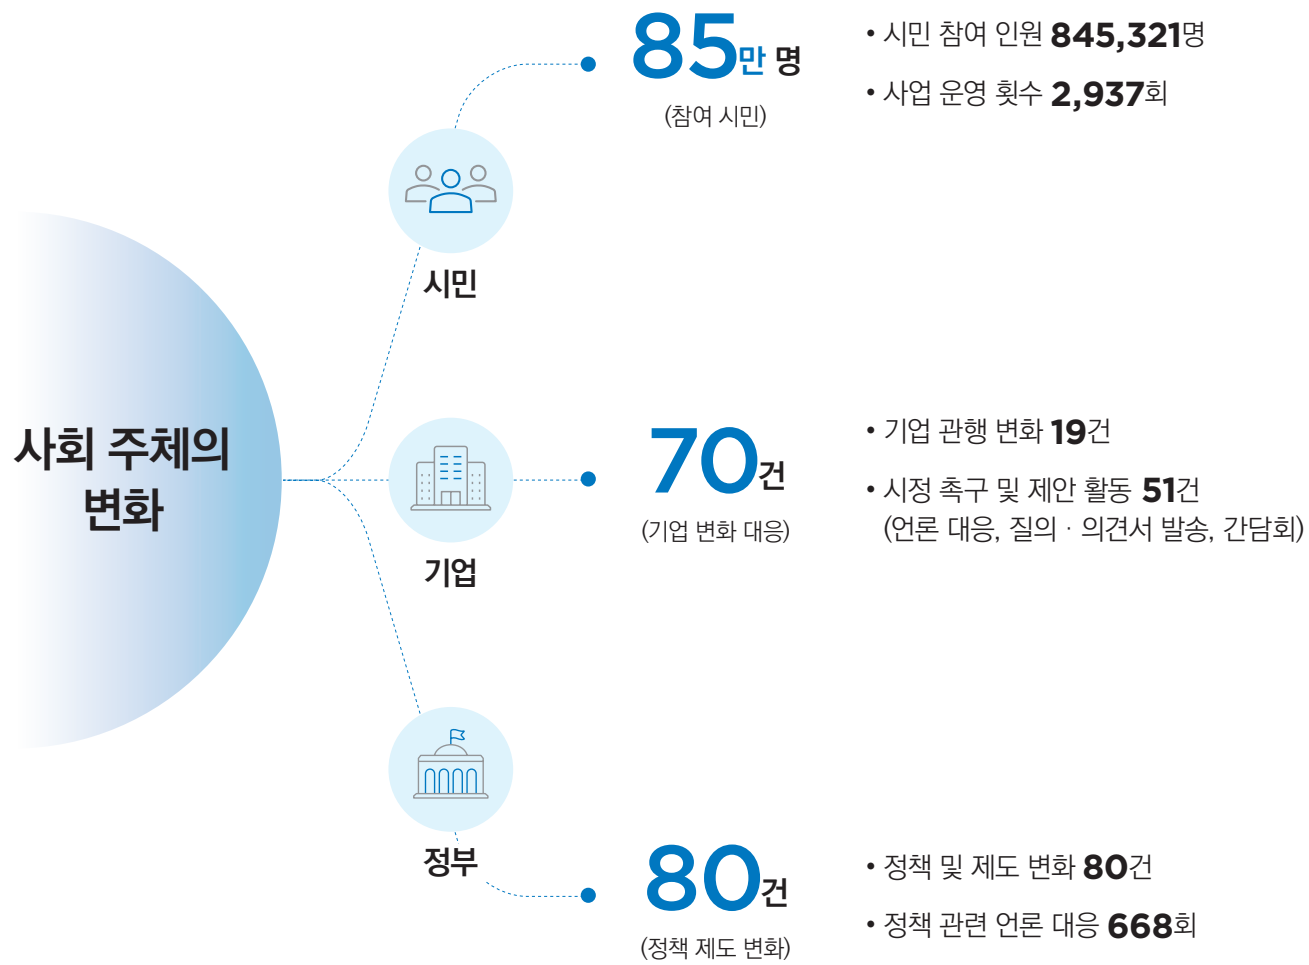 사회 주체의
변화
시민
85만 명
(참여 시민)
• 시민 참여 인원 845,321명
• 사업 운영 횟수 2,937회
기업
70건
(기업 변화 대응)
• 기업 관행 변화 19건
• 시정 촉구 및 제안 활동 51건
(언론 대응, 질의 · 의견서 발송, 간담회)
정부
80건
(정책 제도 변화)
• 정책 및 제도 변화 80건
• 정책 관련 언론 대응 668회